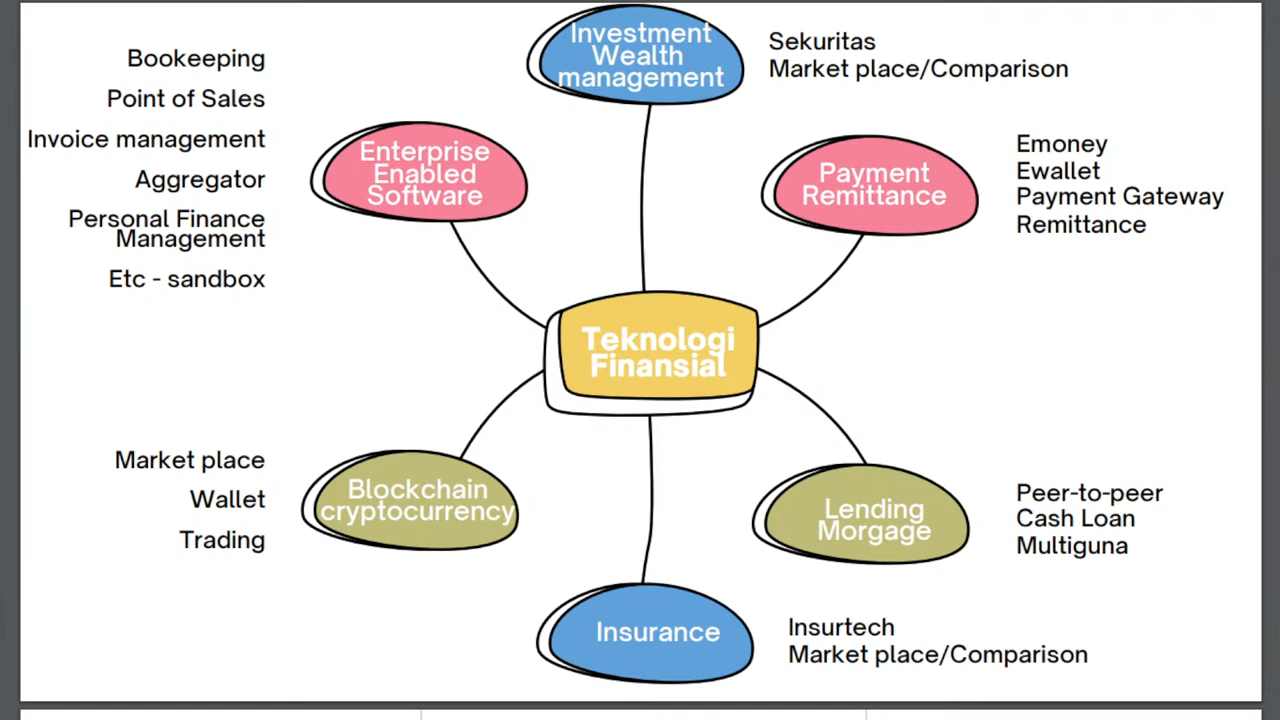 Investment
Wealth
management
Sekuritas
Market place/Comparison
Bookeeping
Point of Sales
Invoice management
Aggregator
Personal Finance
Management
Etc - sandbox
Enterprise
Enabled
Software
Payment
Remittance
Emoney
Ewallet
Payment Gateway
Remittance
Teknologi
Finansial
Market place
Wallet
Trading
Blockchain
cryptocurrency
Lending
Morgage
Peer-to-peer
Cash Loan
Multiguna
Insurance
Insurtech
Market place/Comparison